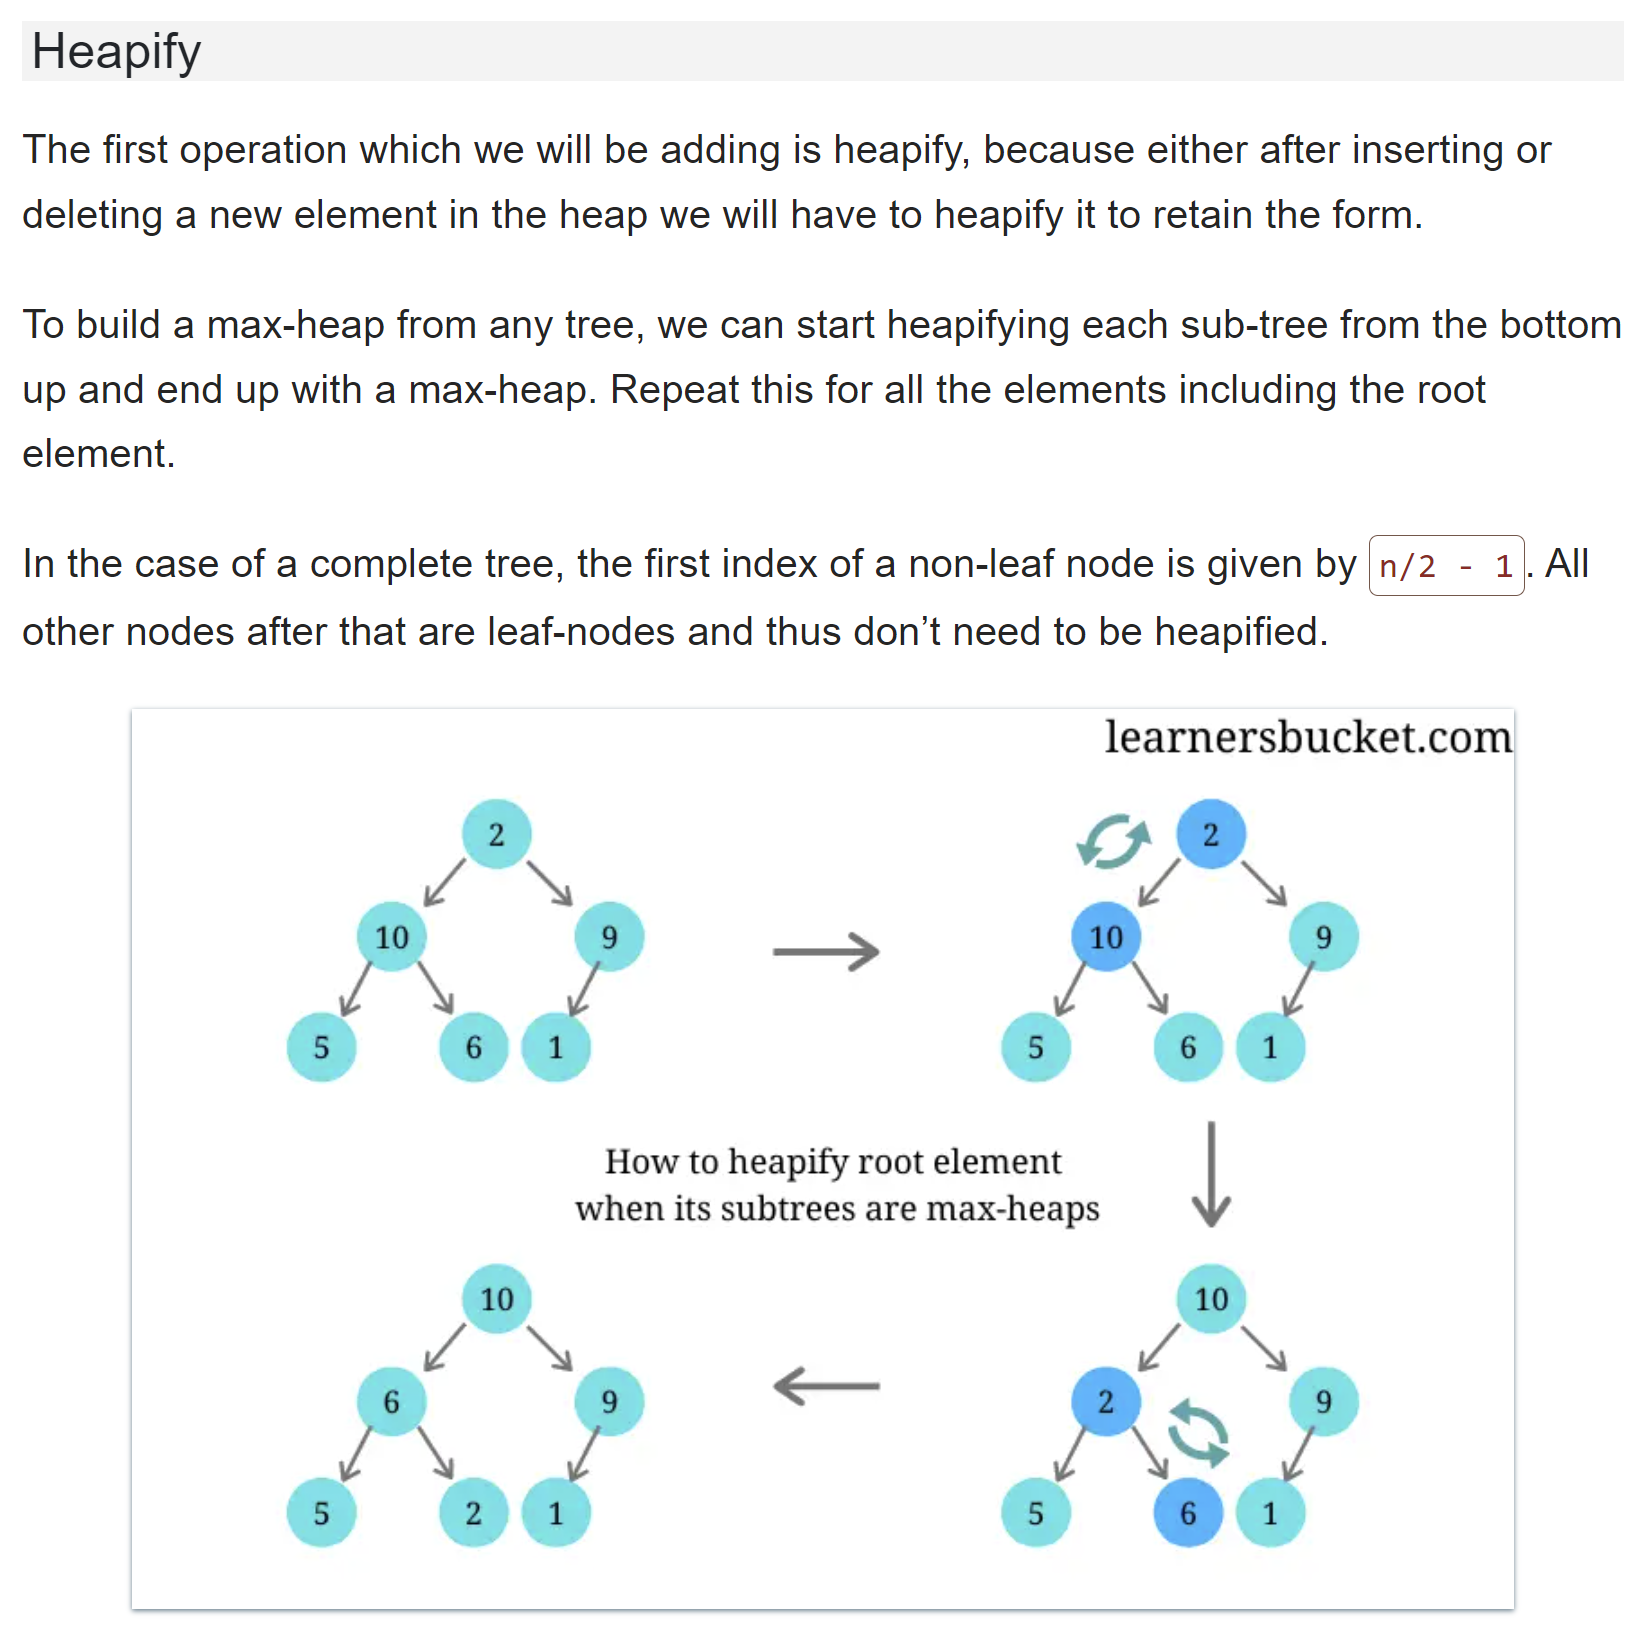 Heapify
The first operation which we will be adding is heapify, because either after inserting or
deleting a new element in the heap we will have to heapify it to retain the form.
To build a max-heap from any tree, we can start heapifying each sub-tree from the bottom
up and end up with a max-heap. Repeat this for all the elements including the root
element.
In the case of a complete tree, the first index of a non-leaf node is given by n/2 - 1. All
other nodes after that are leaf-nodes and thus don’t need to be heapified.
learnersbucket.com
2 2
10 9 10 9
5 6 1 5 6 1
How to heapify root element
when its subtrees are max-heaps
10 10
6 9 2 9
5 2 1 5 6 1